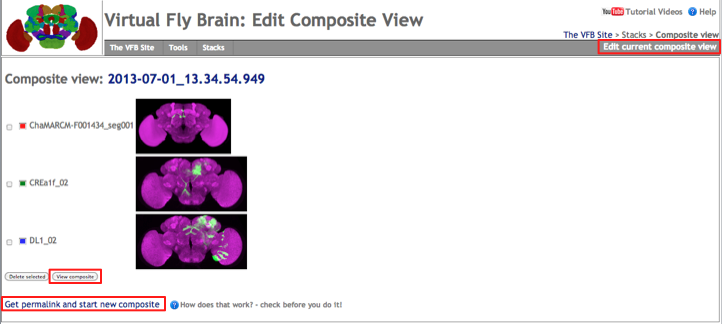 Virtual Fly Brain: Edit Composite View
You Tube Tutorial Videos ? Help
The VFB Site > Stacks > Composite view
The VFB Site Tools Stacks Edit current composite view
Composite view: 2013-07-01_13.34.54.949
ChaMARCM-F001434_seg001
CREa1f_02
DL1_02
Delete selected View composite
Get permalink and start new composite ? How does that work? - check before you do it!